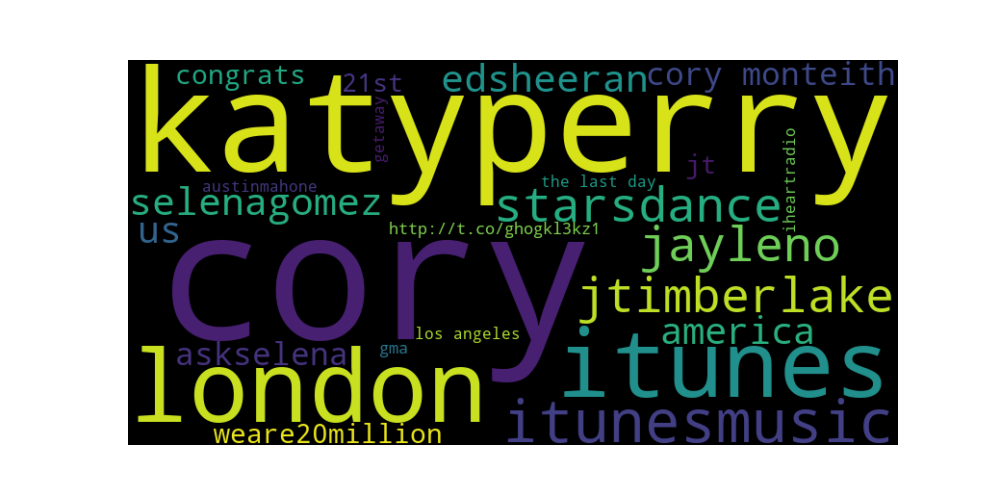 congrats
21st
edsheeran
cory monteith
katyperry
getaway
jt
iheartradio
austinmahone
the last day
selenagomez
starsdance
us
http://t.co/ghogkl3kz1
jayleno
cory
jtimberlake
los angeles
america
askselena
gma
itunes
london
itunesmusic
weare20million